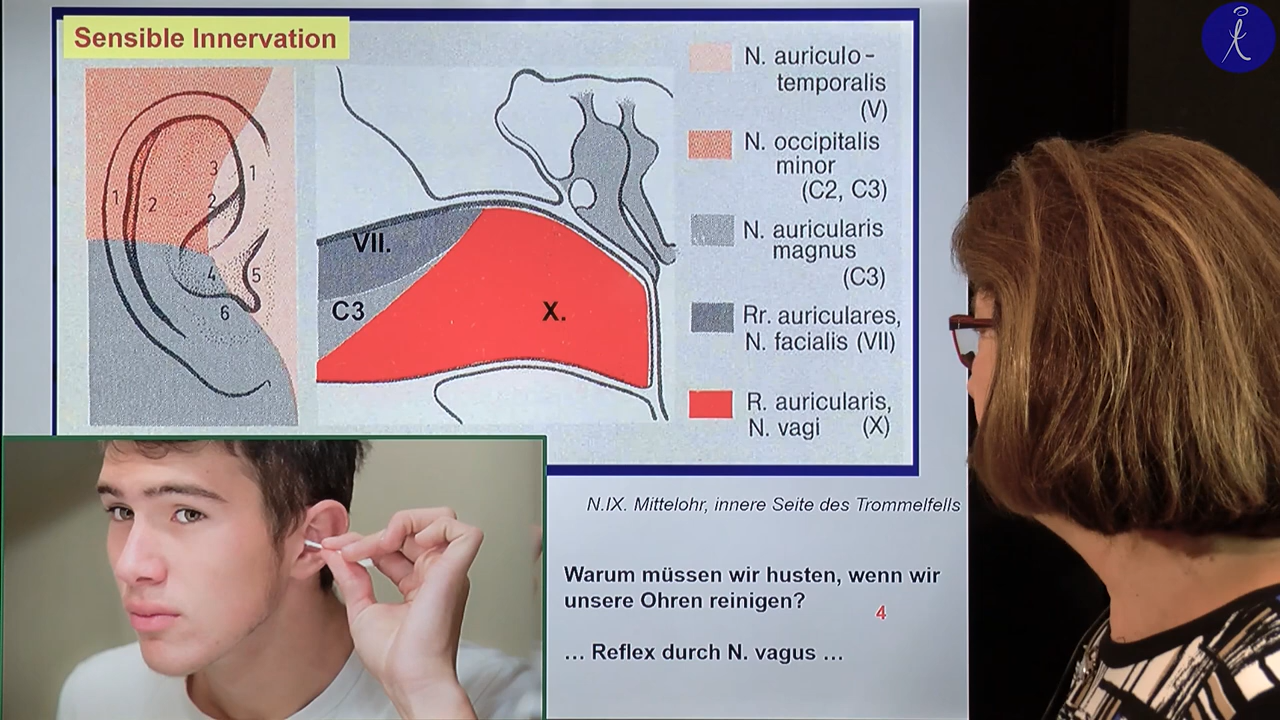 Sensible Innervation
1
2
3
1
2
4
5
6
VII.
C3
X.
N. auriculo-
temporalis
(V)
N. occipitalis
minor
(C2, C3)
N. auricularis
magnus
(C3)
Rr. auriculares,
N. facialis (VII)
R. auricularis,
N. vagi (X)
N.IX. Mittelohr, innere Seite des Trommelfells
Warum müssen wir husten, wenn wir
unsere Ohren reinigen?
4
… Reflex durch N. vagus …